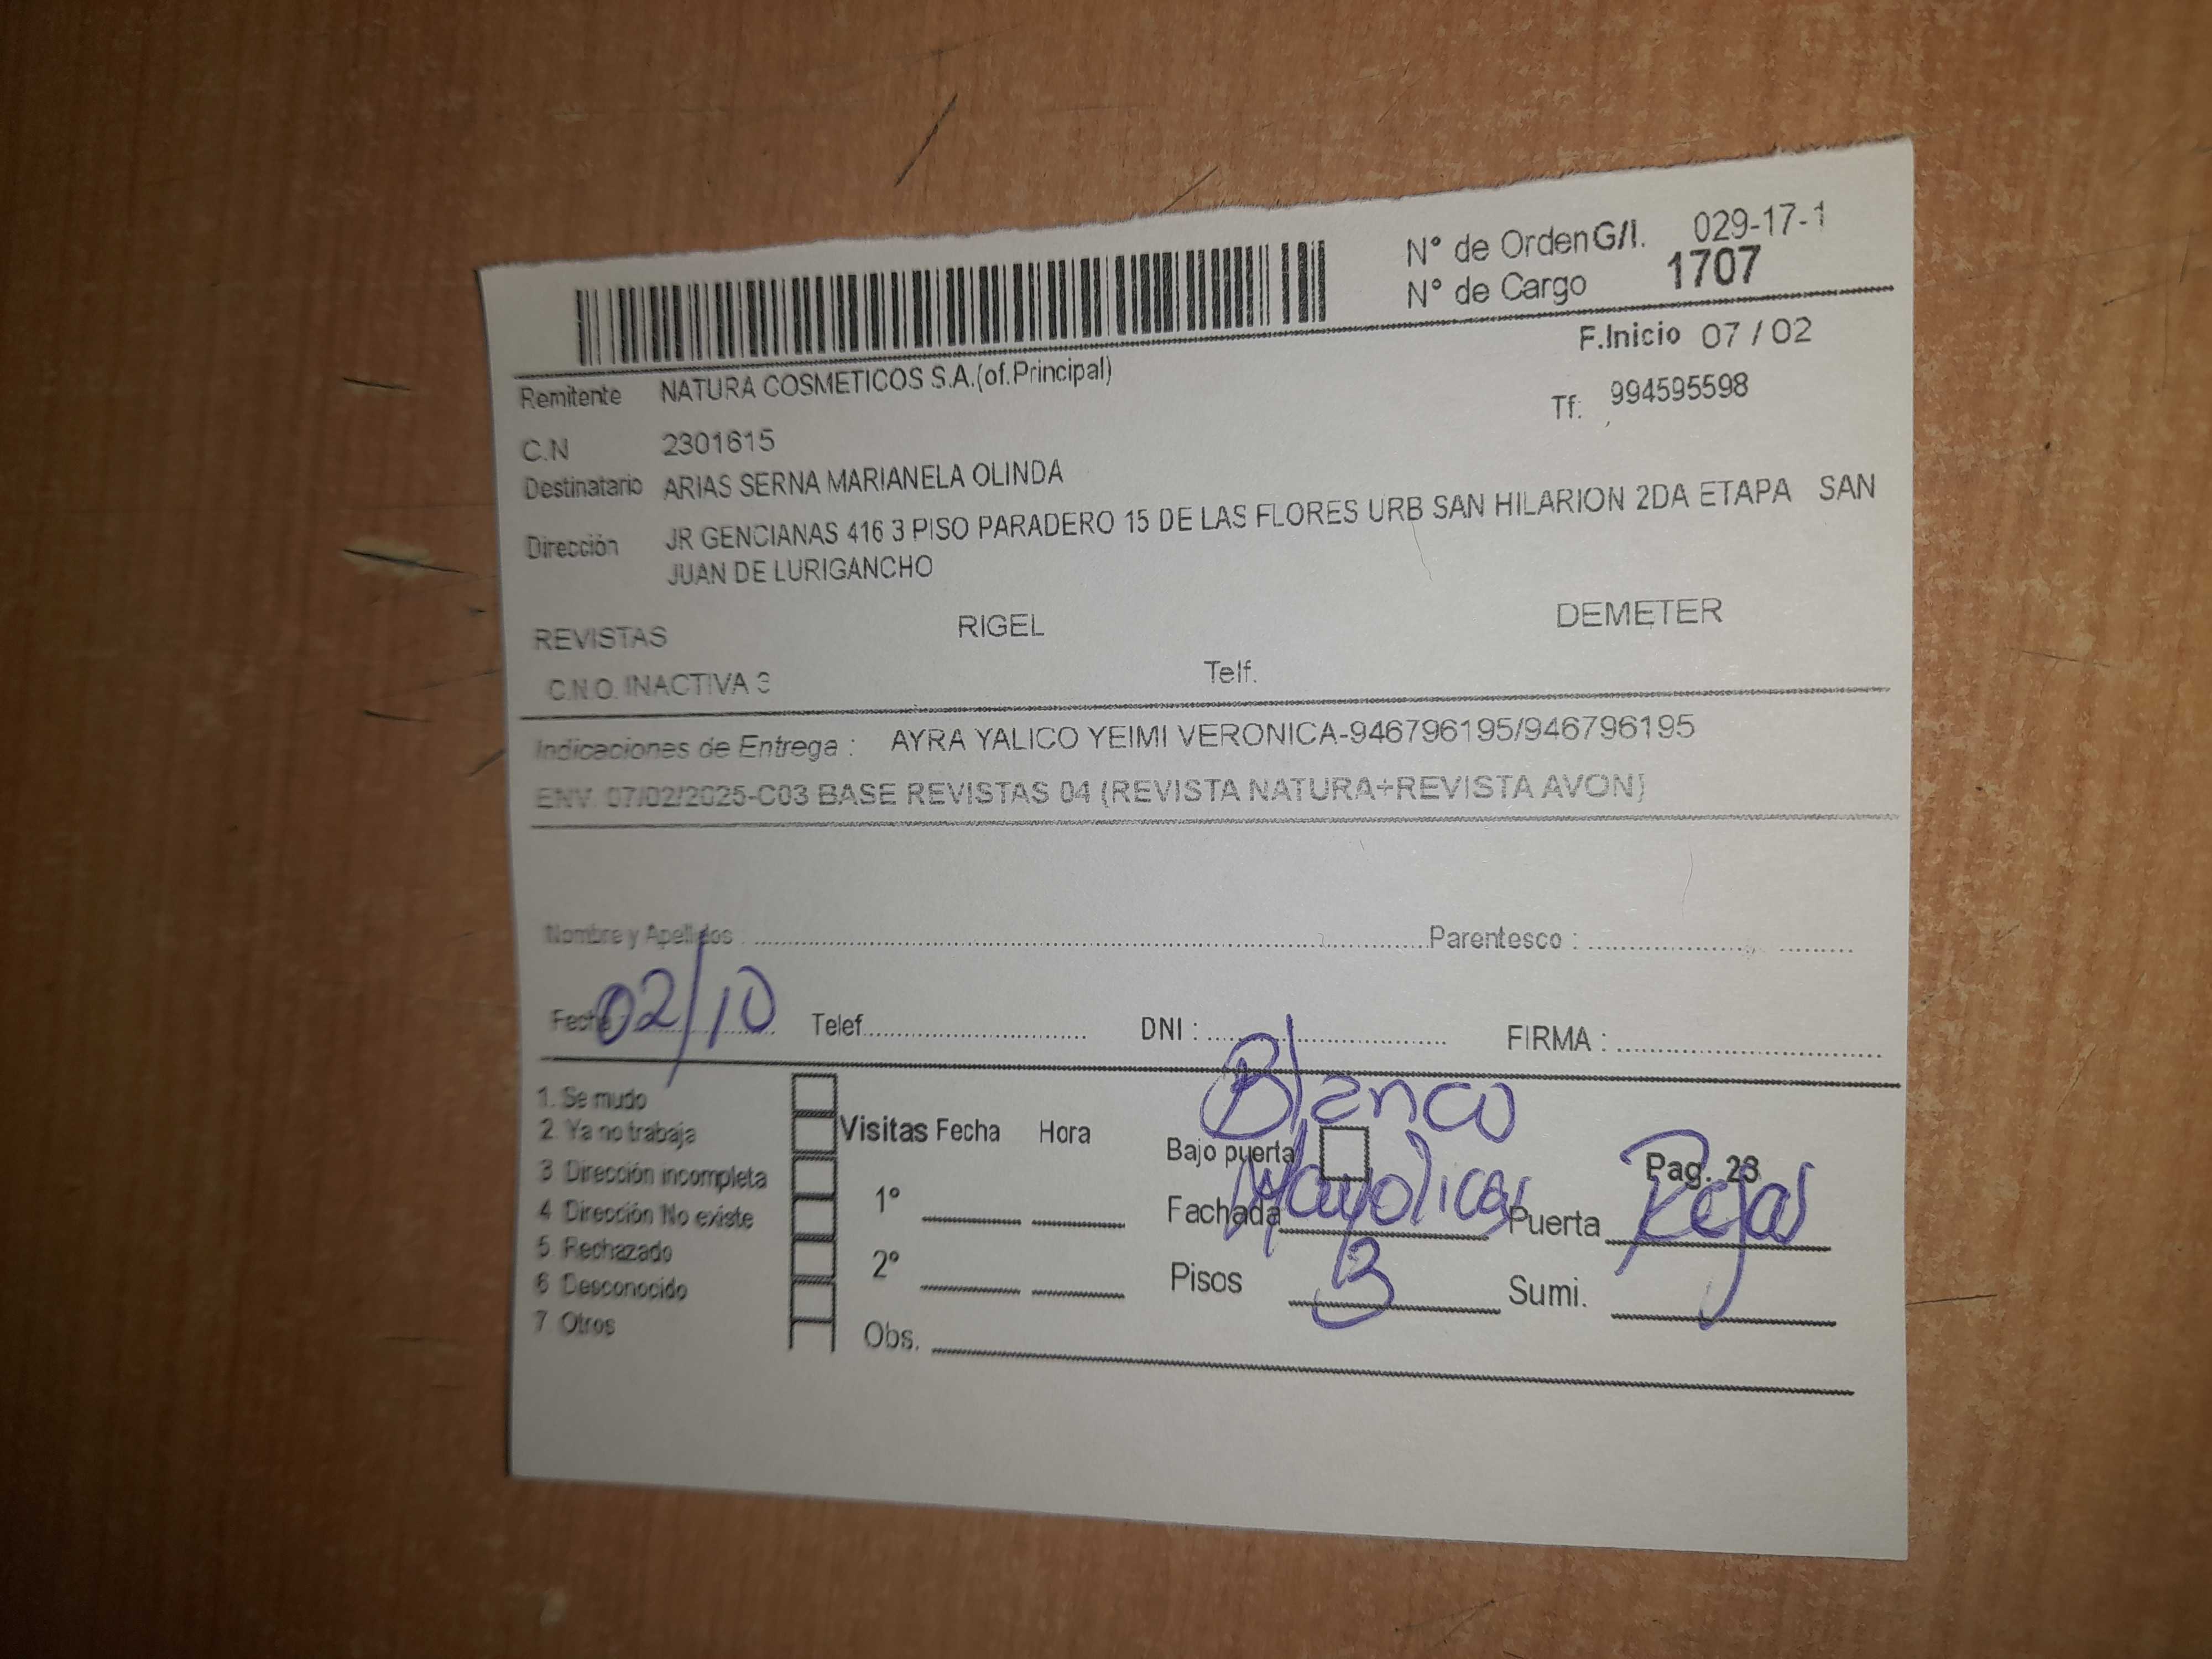 N° de Orden G/I. 029-17-1
N° de Cargo 1707
F.Inicio 07 / 02
Remitente NATURA COSMETICOS S.A.(of.Principal)
Tf: 994595598
C.N 2301615
Destinatario ARIAS SERNA MARIANELA OLINDA
Dirección JR GENCIANAS 416 3 PISO PARADERO 15 DE LAS FLORES URB SAN HILARION 2DA ETAPA SAN
JUAN DE LURIGANCHO
REVISTAS RIGEL DEMETER
C.N.O. INACTIVA 3 Telf.
Indicaciones de Entrega : AYRA YALICO YEIMI VERONICA-946796195/946796195
ENV. 07/02/2025-C03 BASE REVISTAS 04 (REVISTA NATURA+REVISTA AVON)
Nombre y Apellidos : Parentesco :
Fecha 02/10 Telef. DNI : FIRMA :
1. Se mudo
2. Ya no trabaja
3 Dirección incompleta
4 Dirección No existe
5 Rechazado
6 Desconocido
7 Otros
Visitas Fecha Hora
1°
2°
Obs.
Blanco
Bajo puerta Pag. 28
Fachada Mayolicas Puerta Rejas
Pisos 3 Sumi.